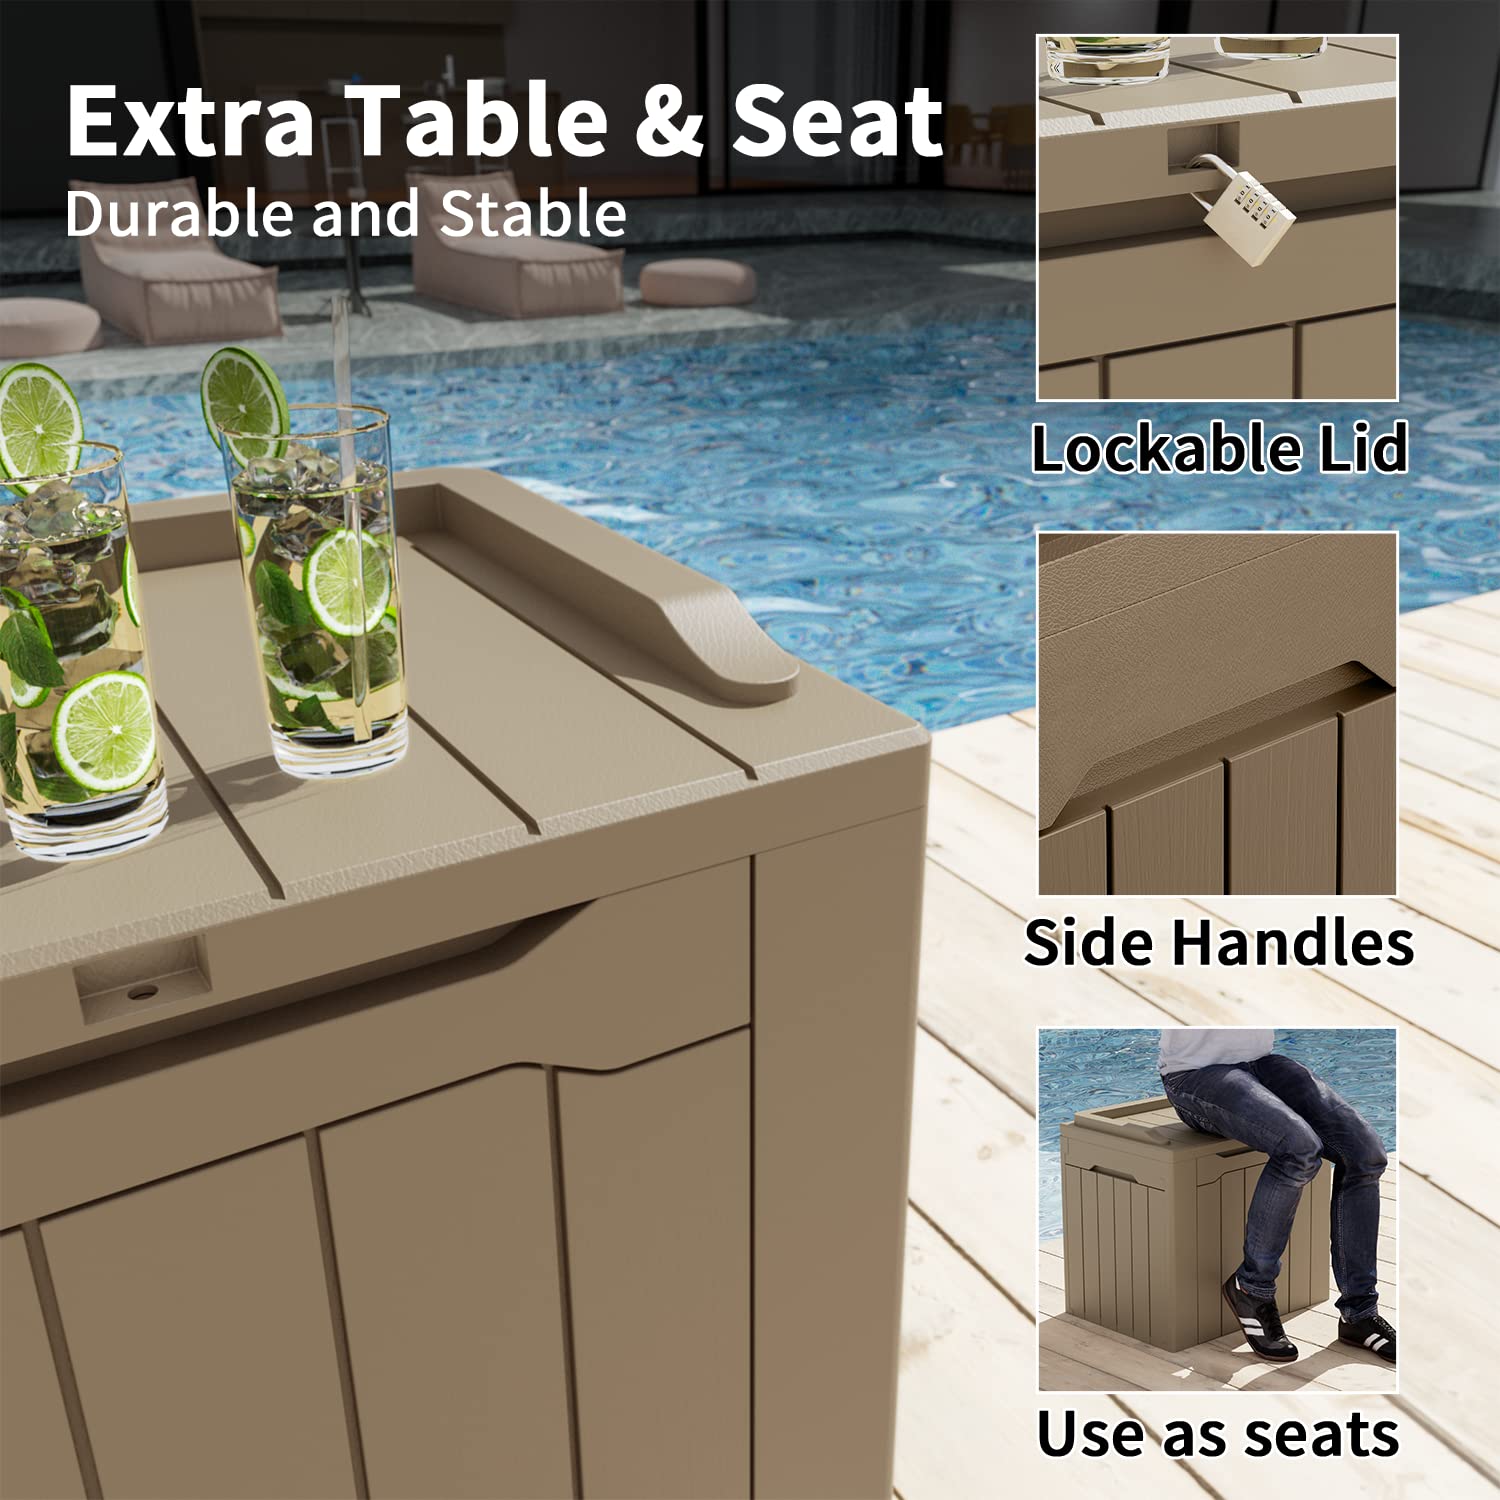 Extra Table & Seat
Durable and Stable
Lockable Lid
Side Handles
Use as seats